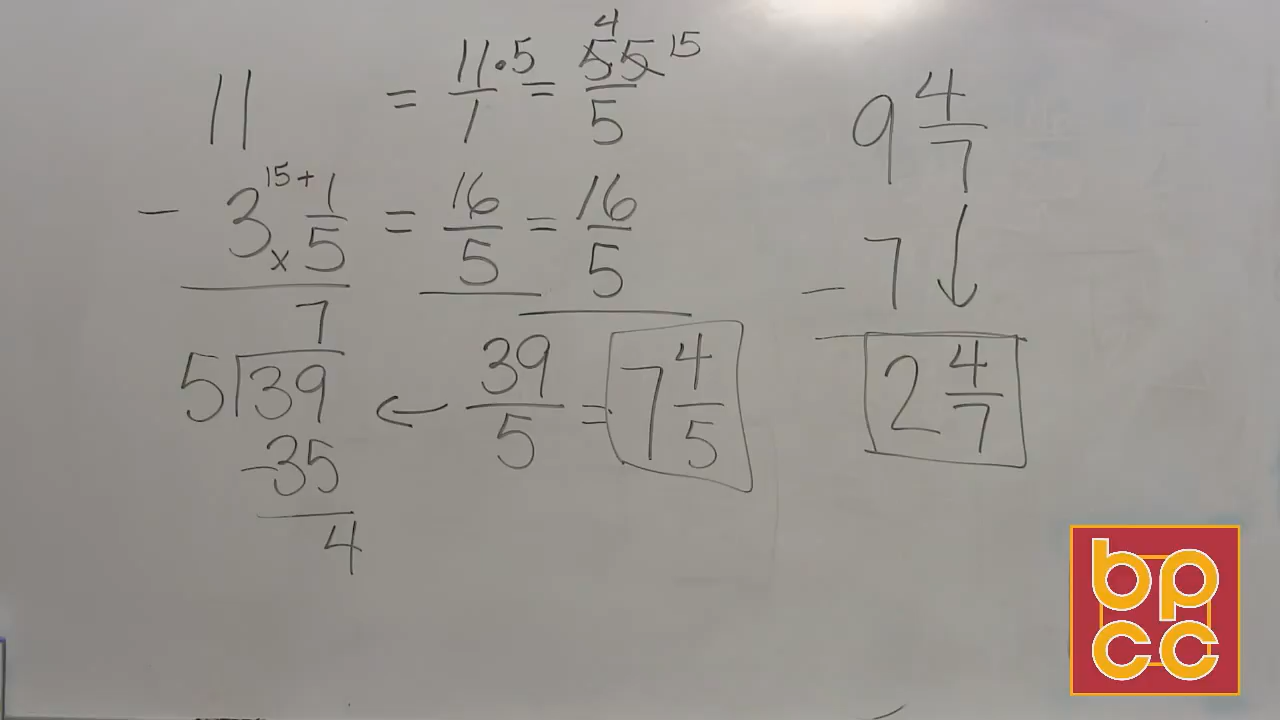 4
11 = 11·5/1 = 55/5 15
15+
- 3 x 1/5 = 16/5 = 16/5
7
5)39 ← 39/5 = 7 4/5
-35
4
9 4/7
- 7 ↓
2 4/7
bp
cc